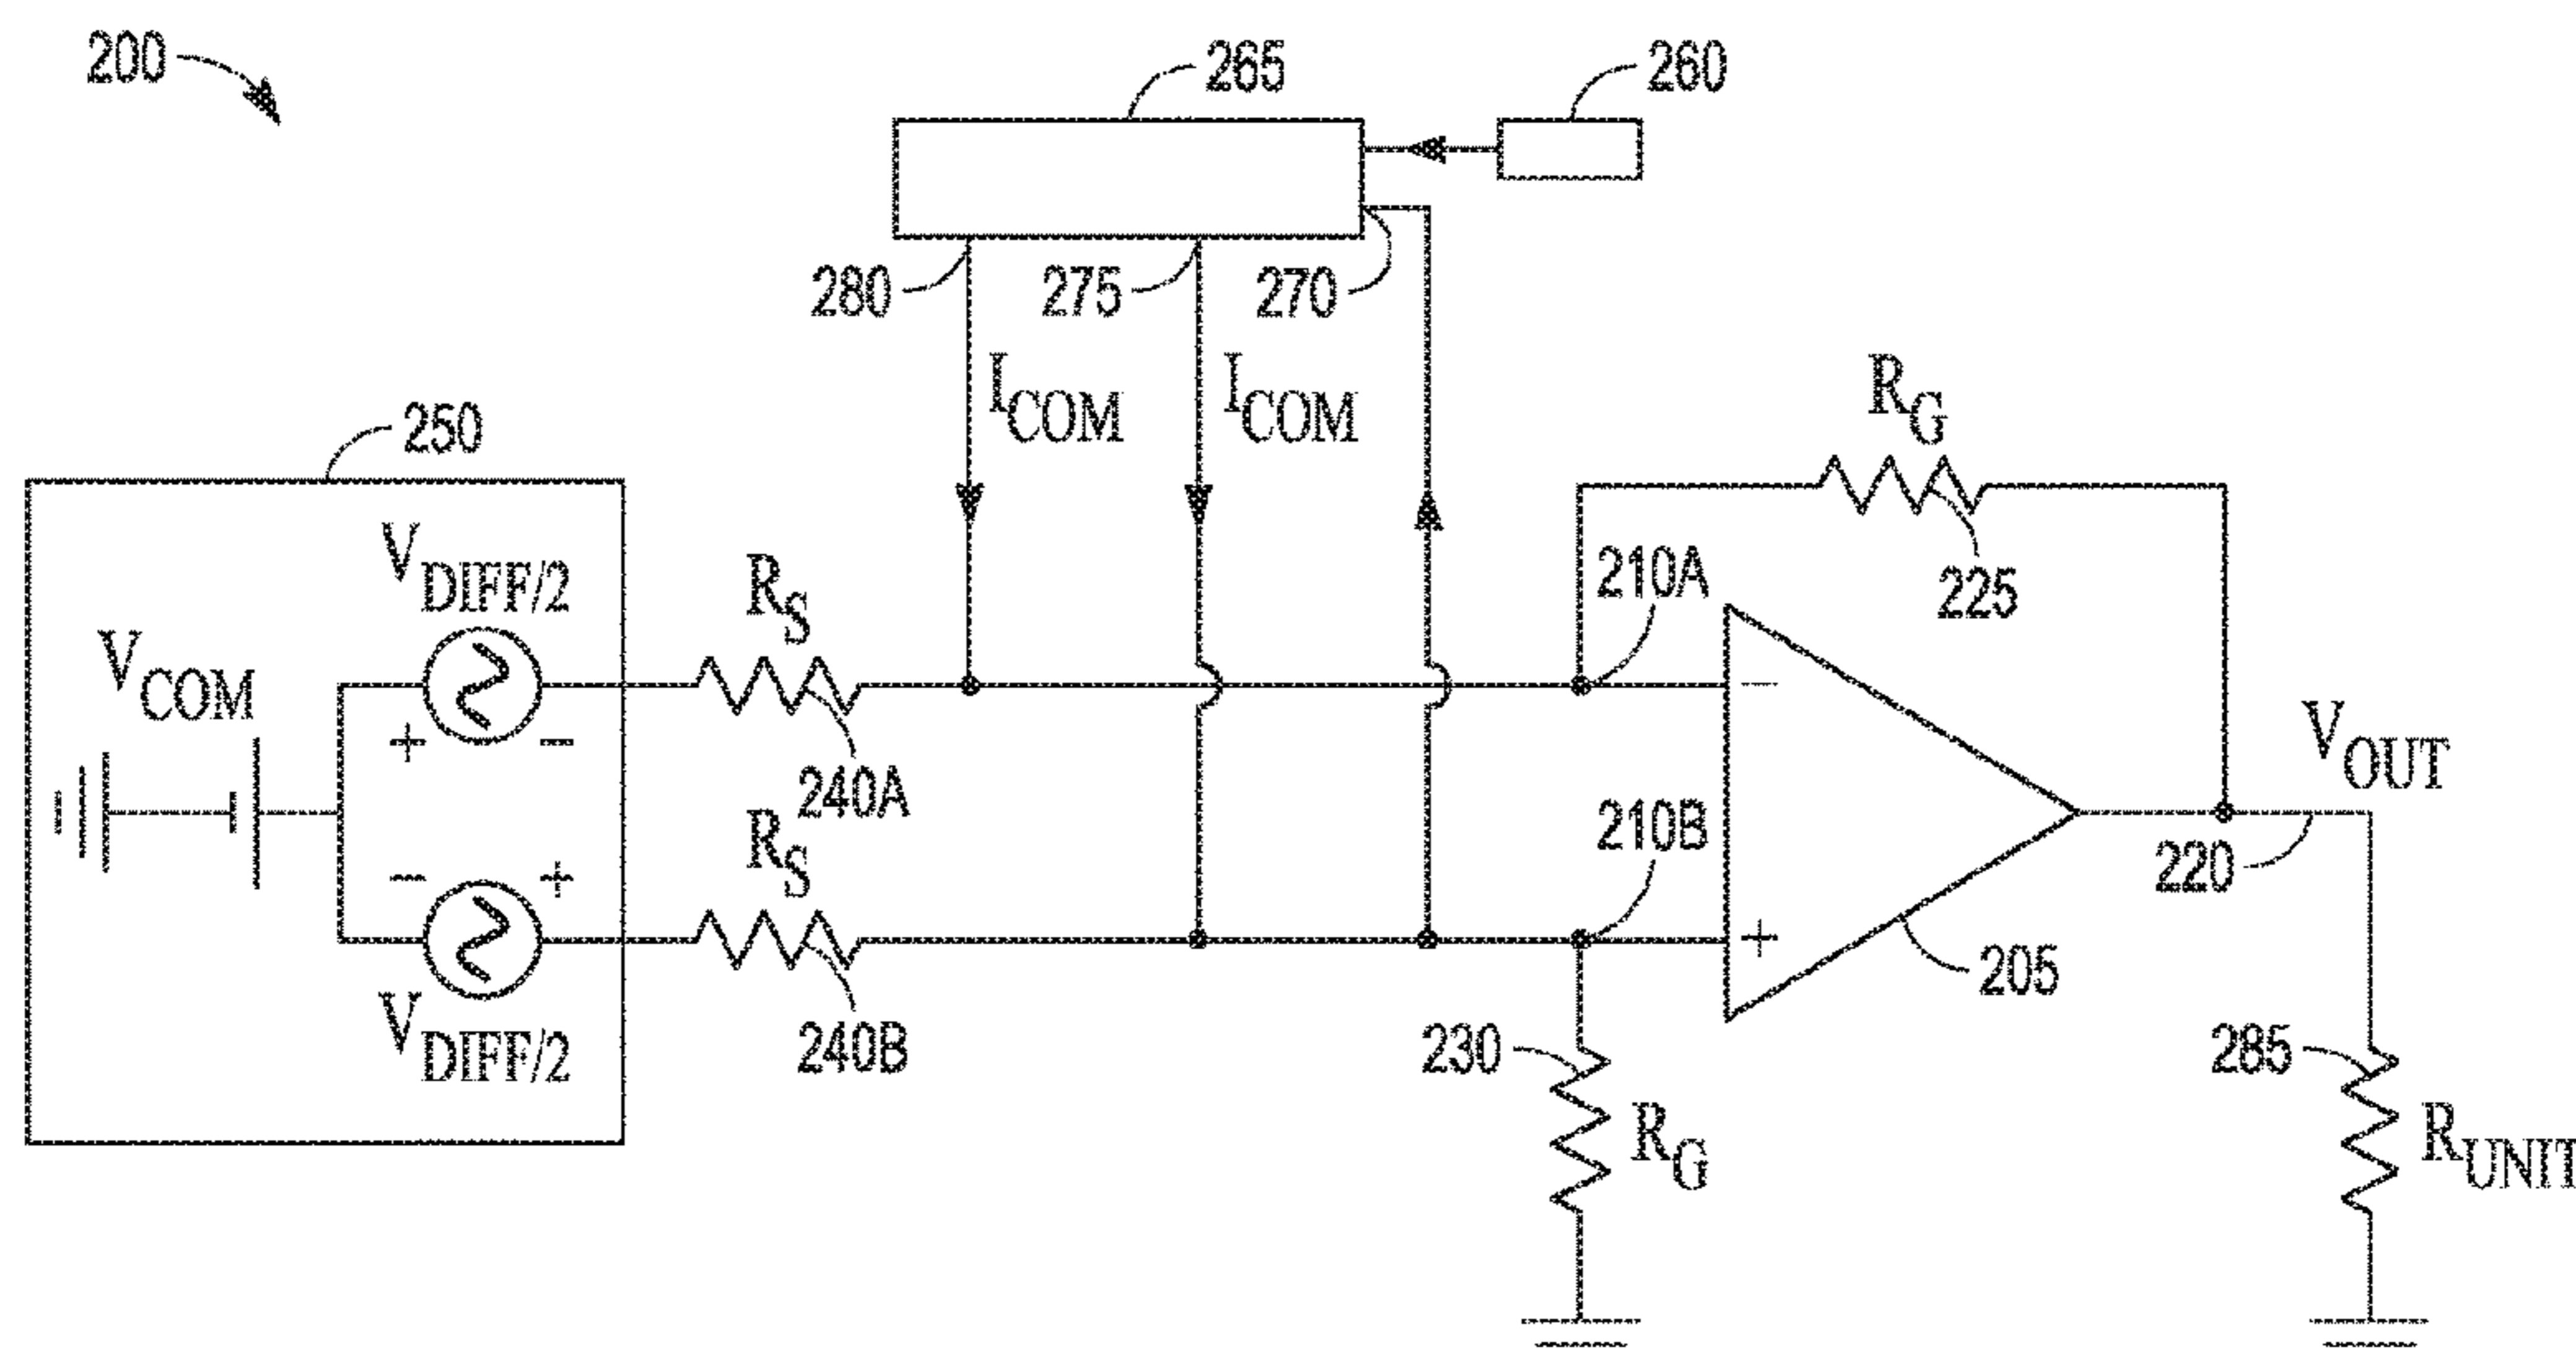 200
265
260
280
275
270
I_COM
I_COM
R_G
250
225
210A
V_DIFF/2
R_S
V_COM
+
−
−
240A
V_OUT
R_S
210B
−
+
220
+
205
V_DIFF/2
240B
230
285
R_G
R_UNIT